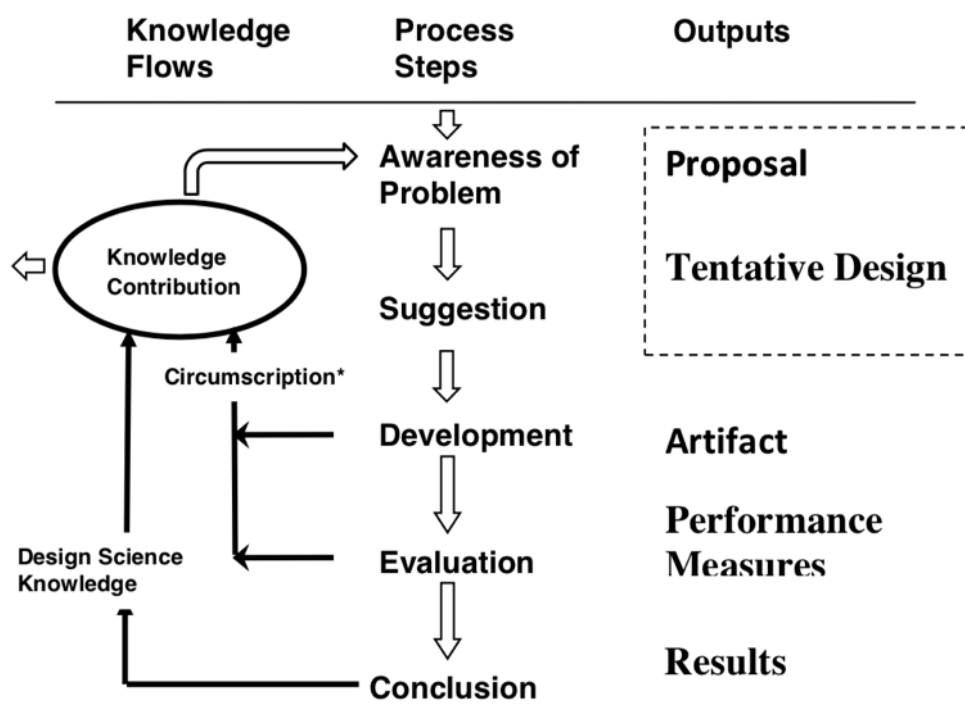 Knowledge
Flows
Process
Steps
Outputs
Awareness of
Problem
Proposal
Knowledge
Contribution
Tentative Design
Suggestion
Circumscription*
Development
Artifact
Design Science
Knowledge
Evaluation
Performance
Measures
Conclusion
Results